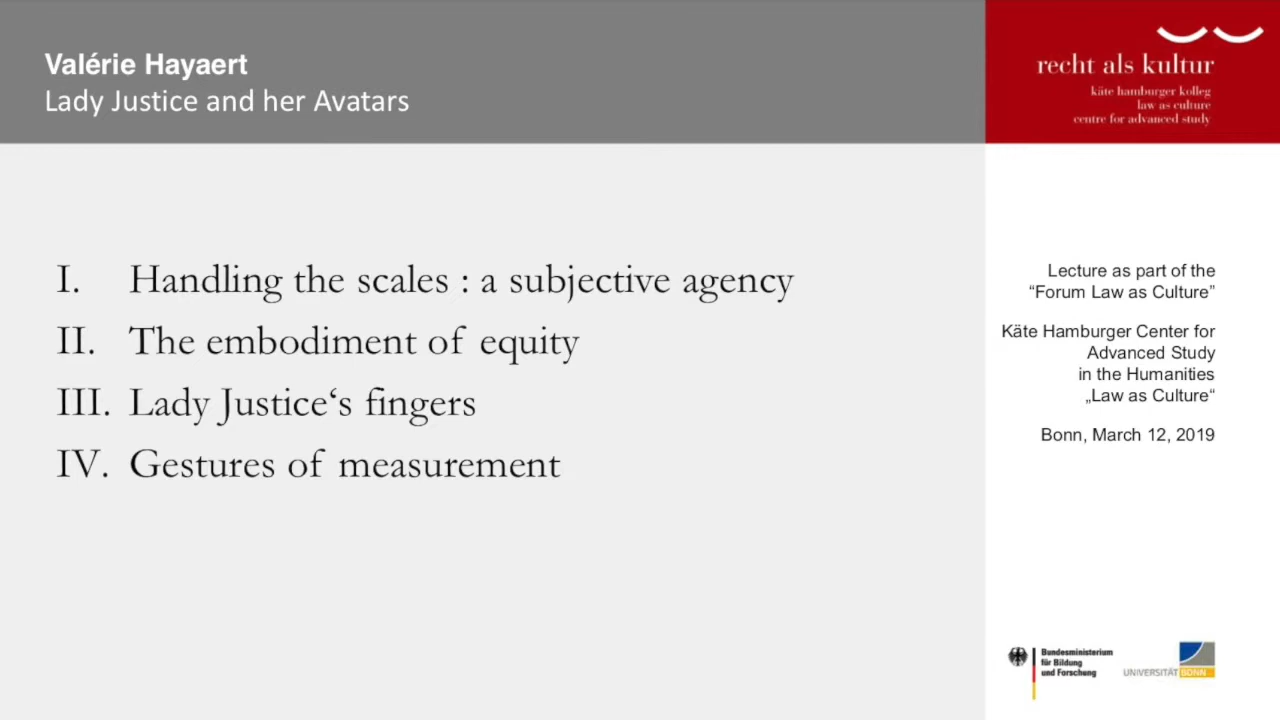 Valérie Hayaert
Lady Justice and her Avatars
recht als kultur
käte hamburger kolleg
law as culture
centre for advanced study
I. Handling the scales : a subjective agency
II. The embodiment of equity
III. Lady Justice‘s fingers
IV. Gestures of measurement
Lecture as part of the
“Forum Law as Culture”
Käte Hamburger Center for
Advanced Study
in the Humanities
„Law as Culture“
Bonn, March 12, 2019
Bundesministerium
für Bildung
und Forschung
UNIVERSITÄT BONN